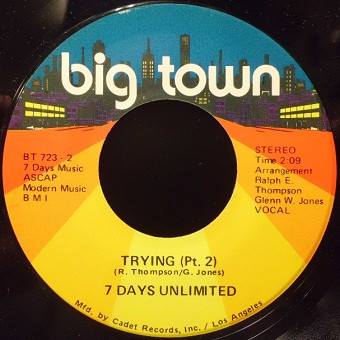 big town
BT 723 - 2
7 Days Music
ASCAP
Modern Music
B M I
STEREO
Time 2:09
Arrangement
Ralph E.
Thompson
Glenn W. Jones
VOCAL
TRYING (Pt. 2)
(R. Thompson/G. Jones)
7 DAYS UNLIMITED
Mfd. by Cadet Records, Inc. / Los Angeles